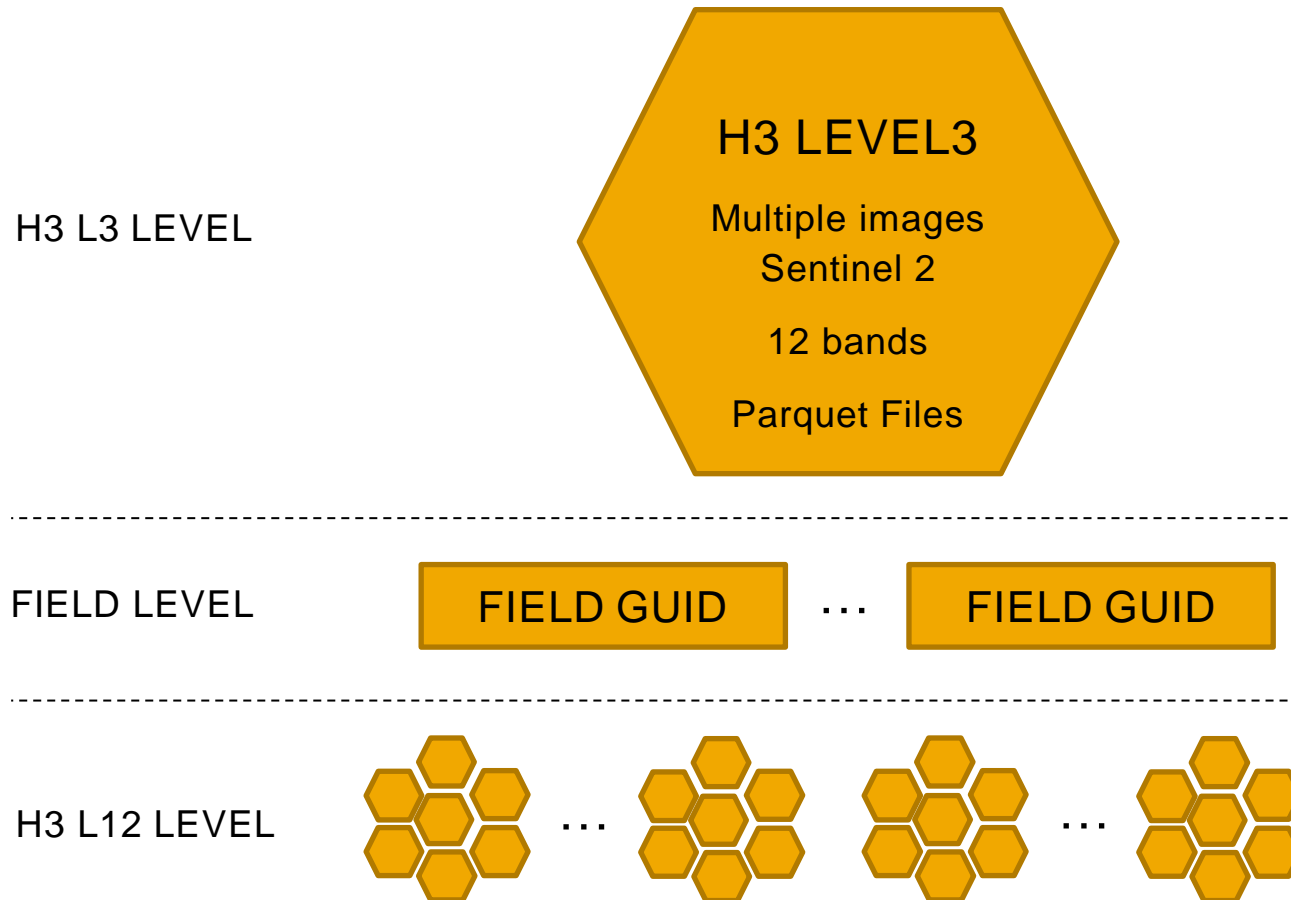 H3 L3 LEVEL
H3 LEVEL3
Multiple images
Sentinel 2
12 bands
Parquet Files
FIELD LEVEL
FIELD GUID
...
FIELD GUID
H3 L12 LEVEL
...
...